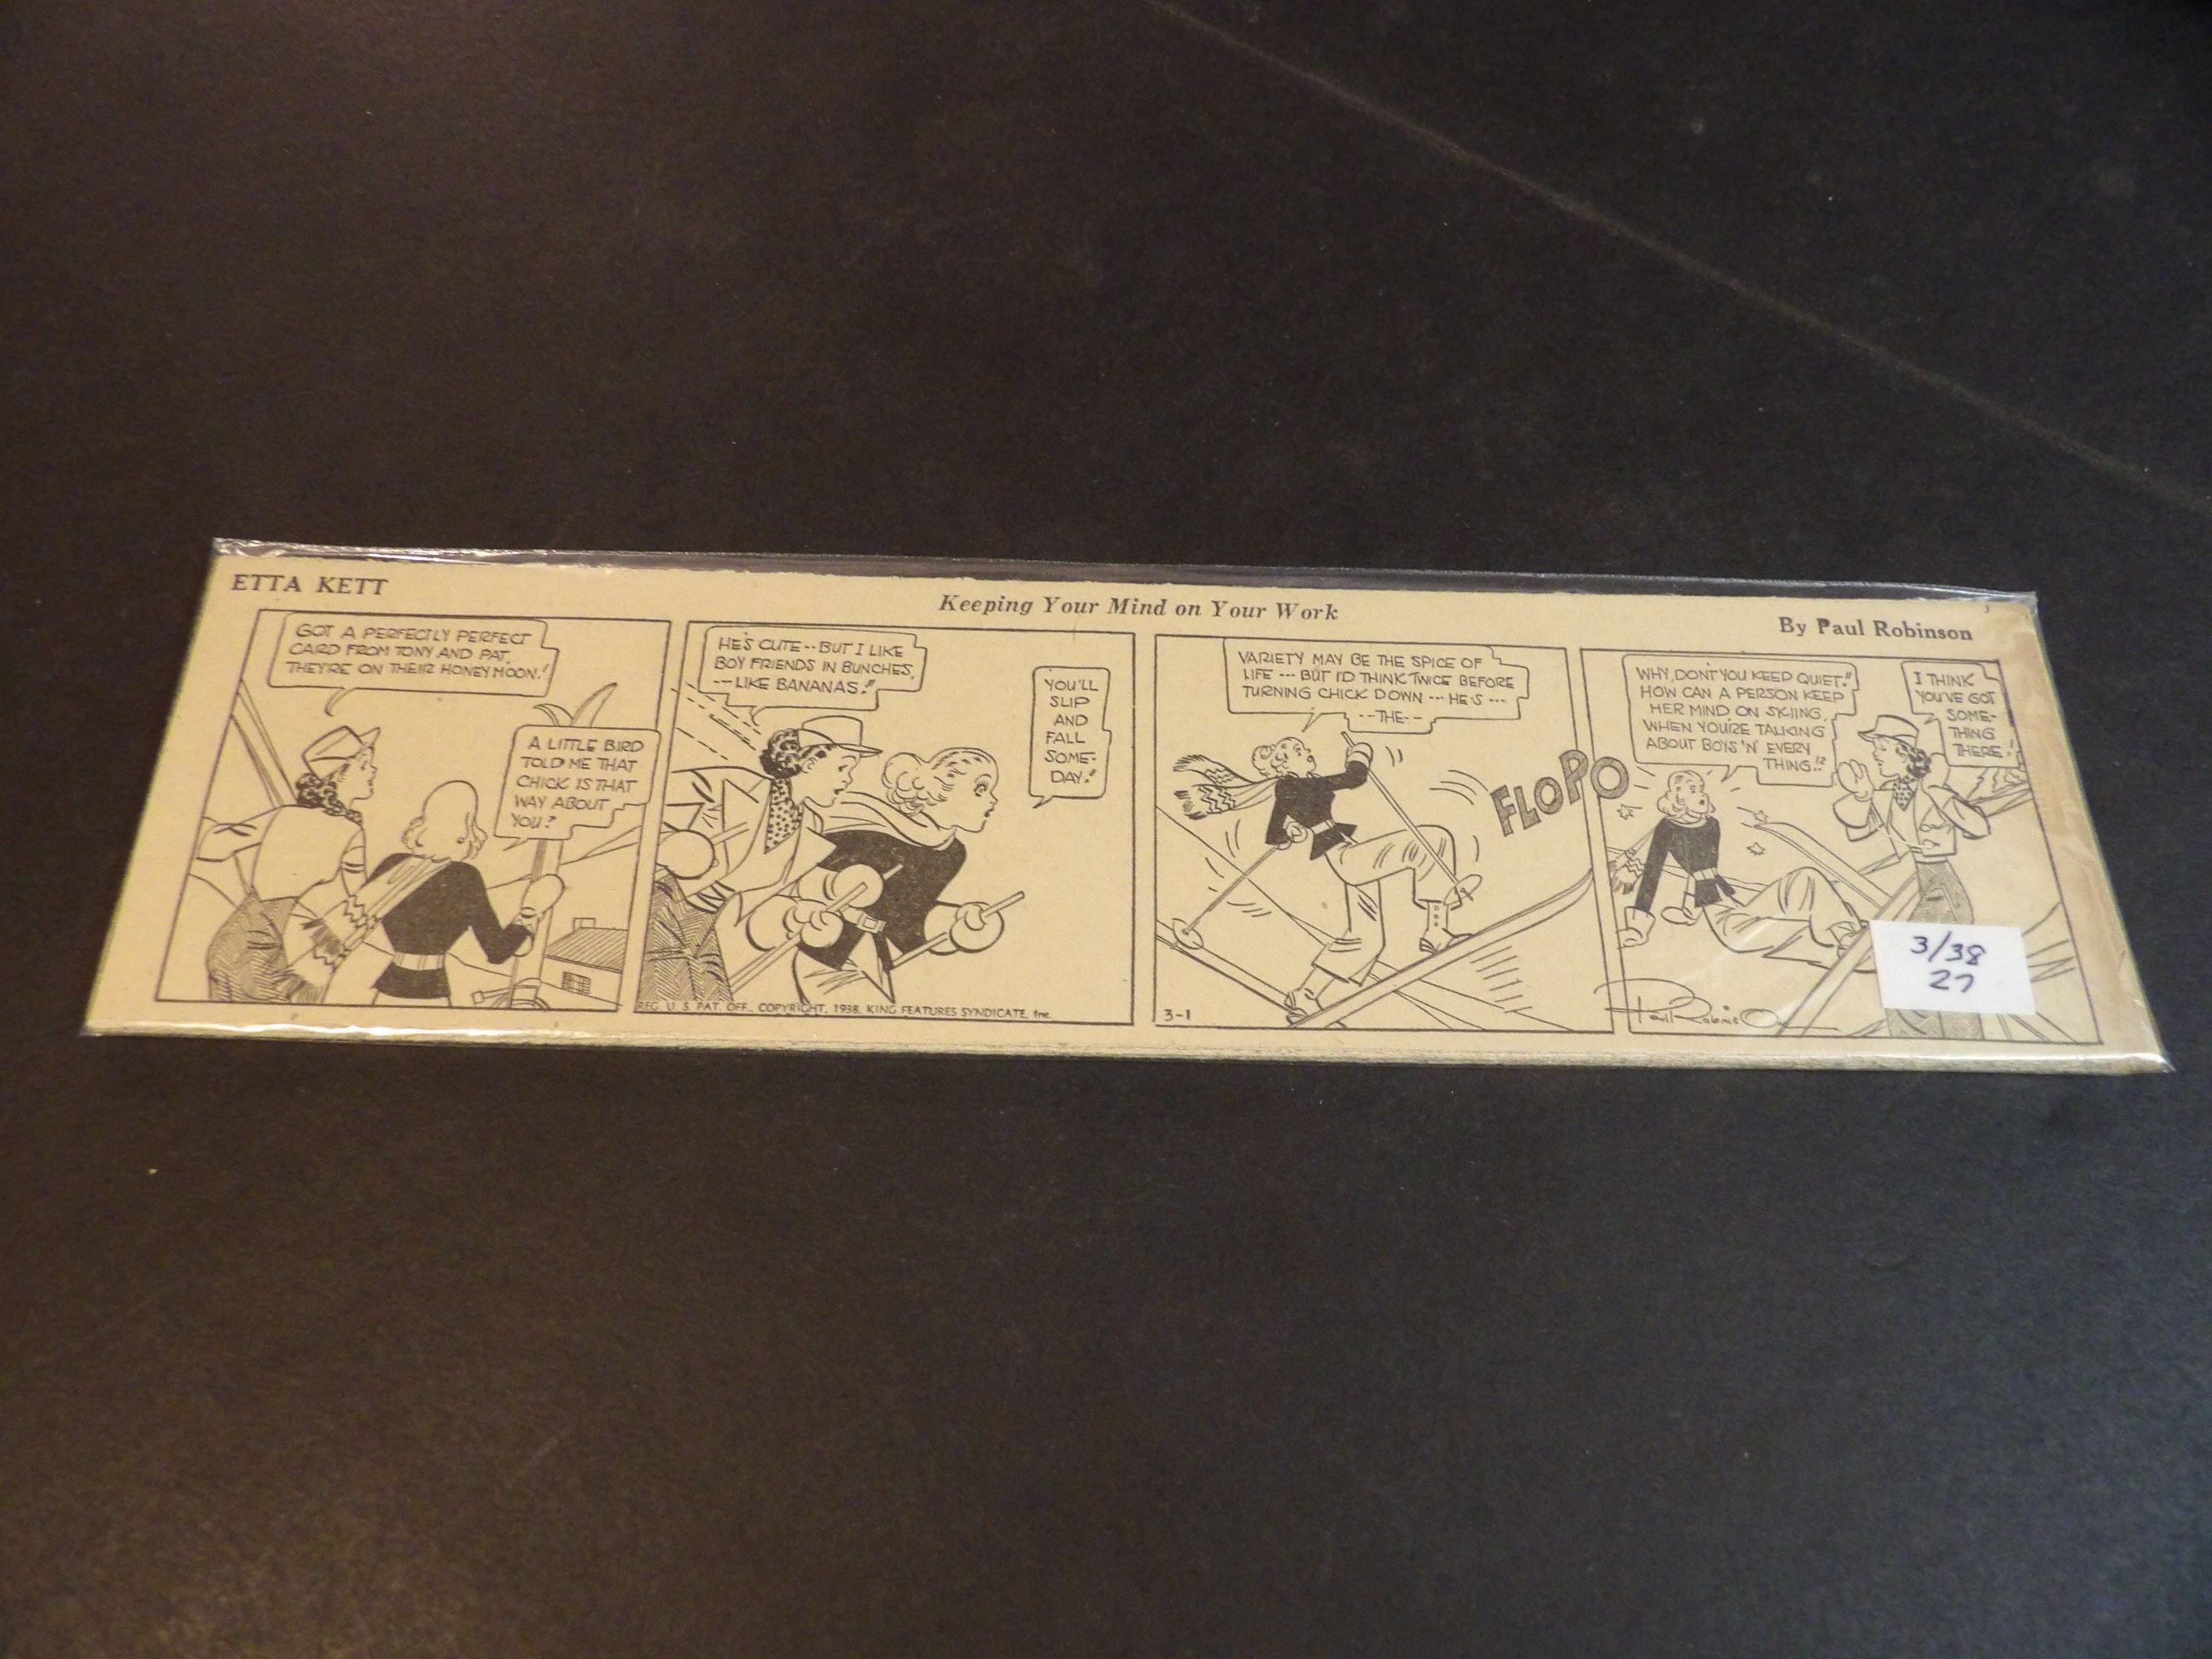 ETTA KETT
Keeping Your Mind on Your Work
By Paul Robinson
GOT A PERFECTLY PERFECT
CARD FROM TONY AND PAT.
THEY'RE ON THEIR HONEYMOON!
A LITTLE BIRD
TOLD ME THAT
CHICK IS THAT
WAY ABOUT
YOU?
HE'S CUTE -- BUT I LIKE
BOY FRIENDS IN BUNCHES,
-- LIKE BANANAS!!
YOU'LL
SLIP
AND
FALL
SOME-
DAY!!
REG. U. S. PAT. OFF., COPYRIGHT, 1938, KING FEATURES SYNDICATE, Inc.
VARIETY MAY BE THE SPICE OF
LIFE --- BUT I'D THINK TWICE BEFORE
TURNING CHICK DOWN --- HE'S ---
--THE--
FLOPO
3-1
WHY, DON'T YOU KEEP QUIET!!
HOW CAN A PERSON KEEP
HER MIND ON SKIING,
WHEN YOU'RE TALKING
ABOUT BOYS 'N' EVERY
THING!!?
I THINK
YOU'VE GOT
SOME-
THING
THERE!
Paul Robinson
3/38
27